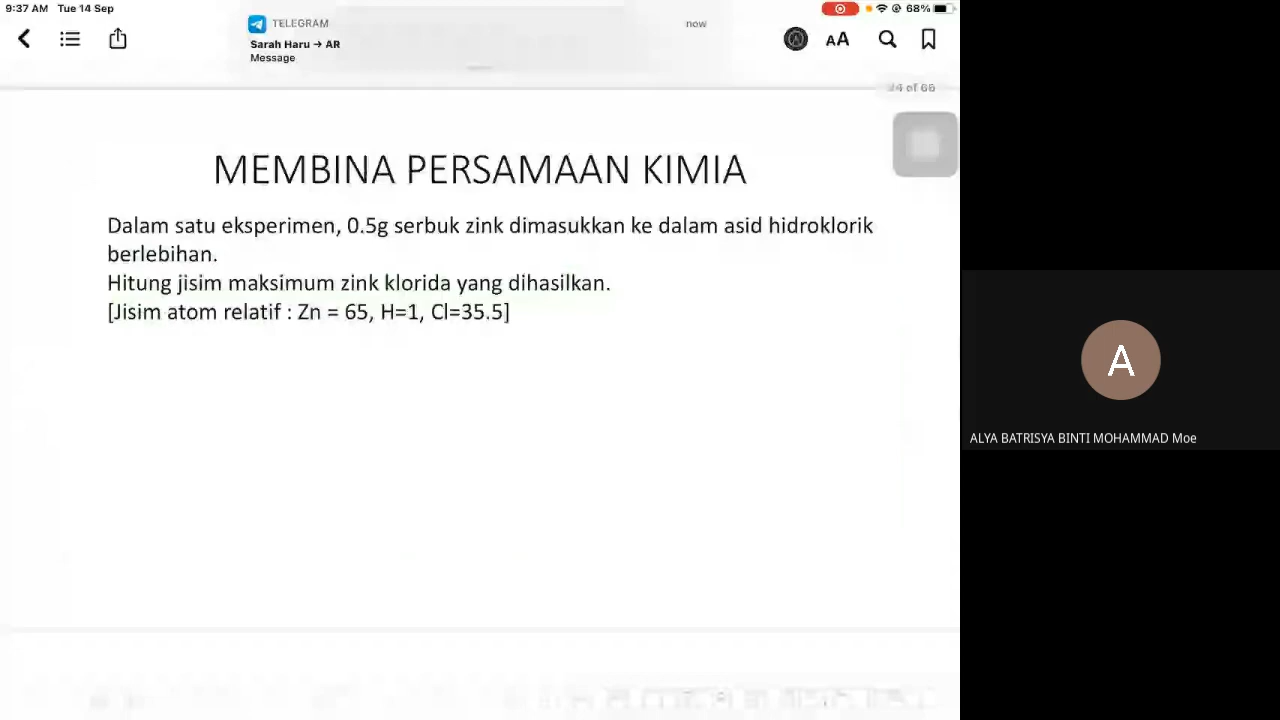 9:37 AM Tue 14 Sep
68%
TELEGRAM
now
Sarah Haru → AR
Message
AA
of 66
MEMBINA PERSAMAAN KIMIA
Dalam satu eksperimen, 0.5g serbuk zink dimasukkan ke dalam asid hidroklorik
berlebihan.
Hitung jisim maksimum zink klorida yang dihasilkan.
[Jisim atom relatif : Zn = 65, H=1, Cl=35.5]
A
ALYA BATRISYA BINTI MOHAMMAD Moe